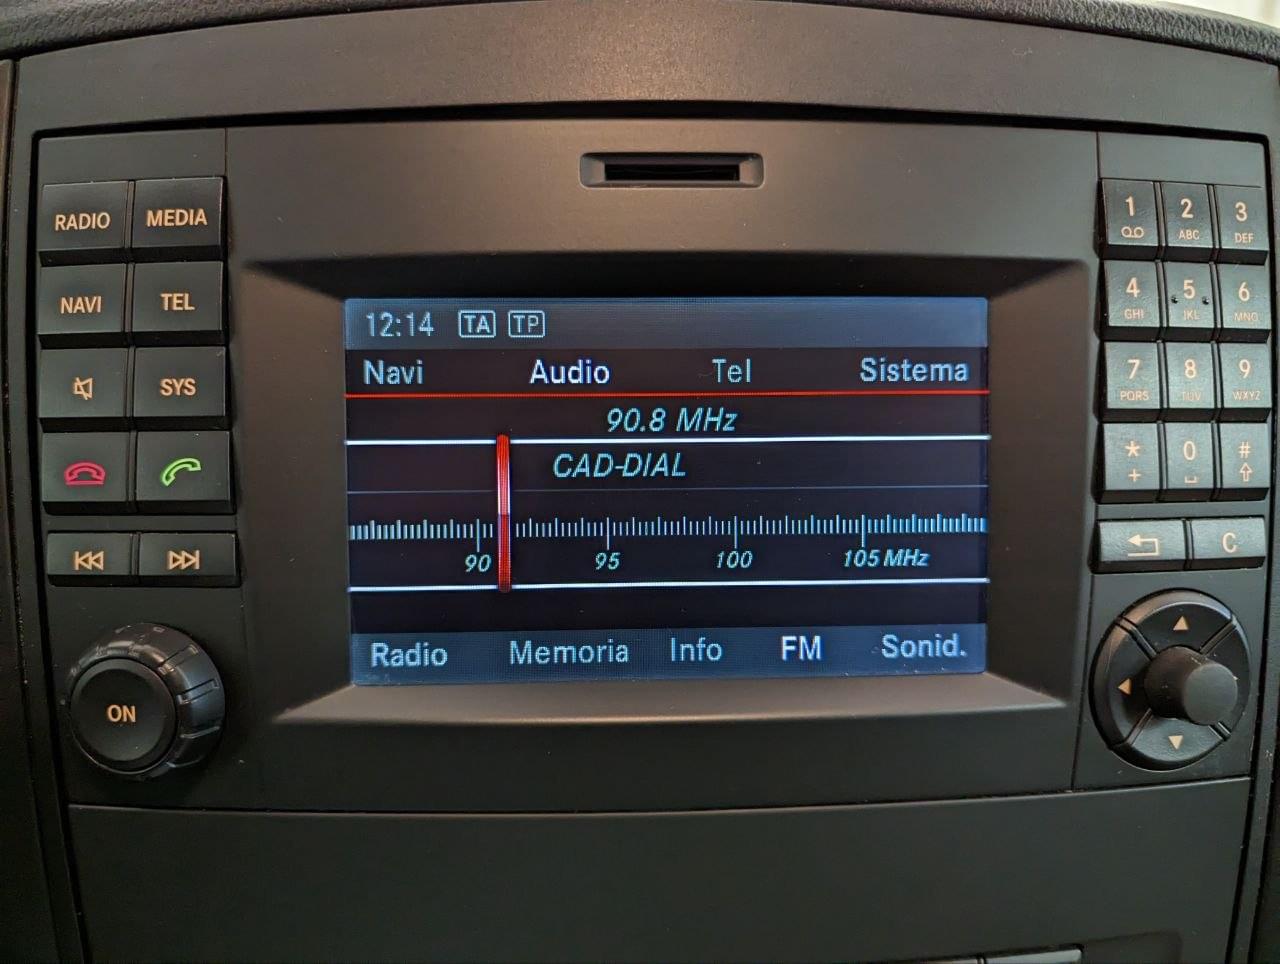 RADIO MEDIA
NAVI TEL
SYS
ON
12:14 TA TP
Navi Audio Tel Sistema
90.8 MHz
CAD-DIAL
90 95 100 105 MHz
Radio Memoria Info FM Sonid.
1 2 3
ABC DEF
4 5 6
GHI JKL MNO
7 8 9
PQRS TUV WXYZ
* 0 #
+
C